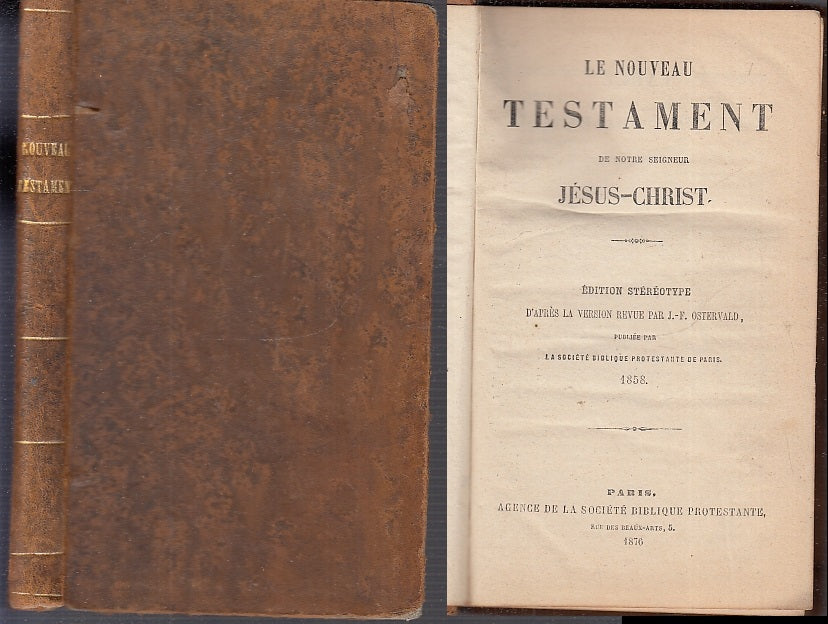 NOUVEAU
TESTAMEN
LE NOUVEAU
TESTAMENT
DE NOTRE SEIGNEUR
JÉSUS-CHRIST.
ÉDITION STÉRÉOTYPE
D'APRÈS LA VERSION REVUE PAR J.-F. OSTERVALD,
PUBLIÉE PAR
LA SOCIÉTÉ BIBLIQUE PROTESTANTE DE PARIS.
1858.
PARIS,
AGENCE DE LA SOCIÉTÉ BIBLIQUE PROTESTANTE,
RUE DES BEAUX-ARTS, 5.
1876